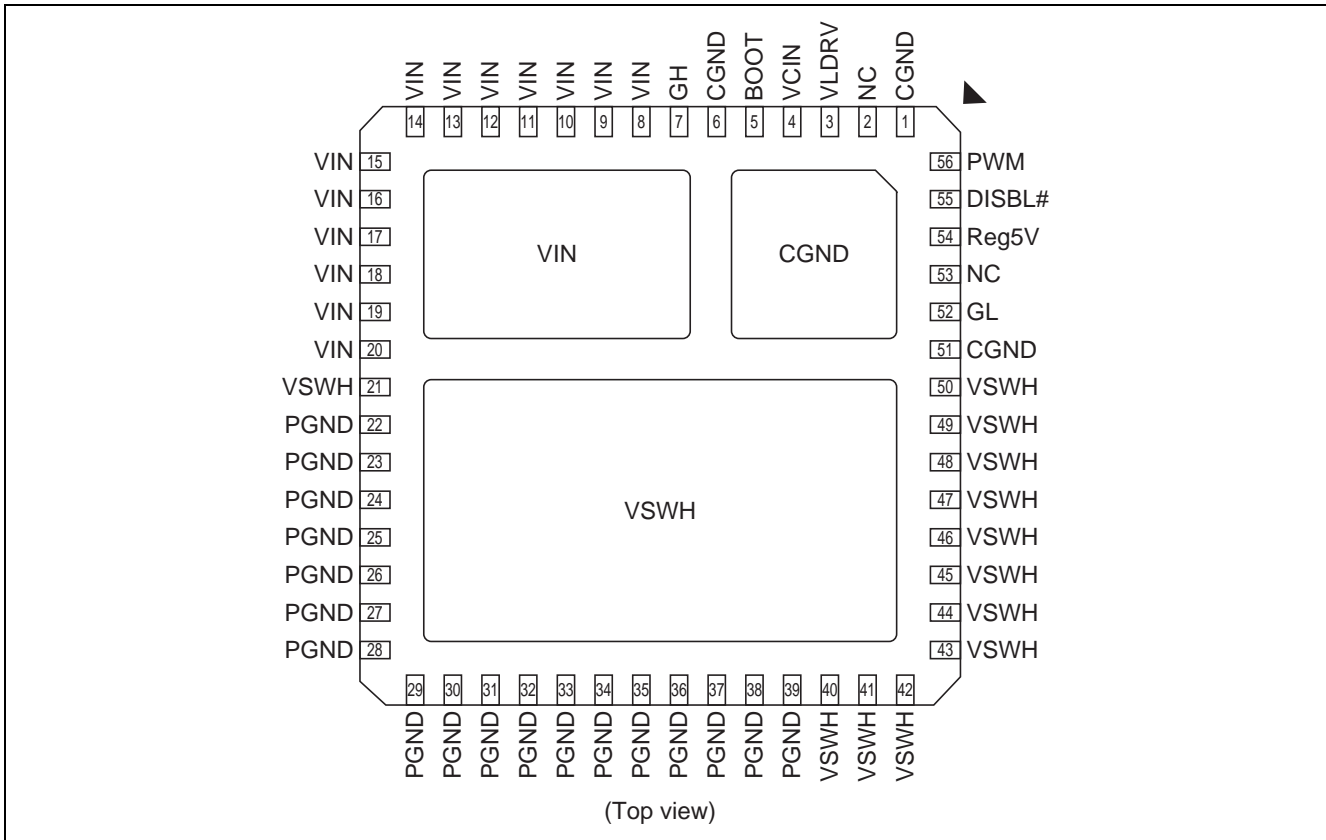 VIN VIN VIN VIN VIN VIN VIN GH CGND BOOT VCIN VLDRV NC CGND
14 13 12 11 10 9 8 7 6 5 4 3 2 1
VIN 15 56 PWM
VIN 16 55 DISBL#
VIN 17 54 Reg5V
VIN CGND
VIN 18 53 NC
VIN 19 52 GL
VIN 20 51 CGND
VSWH 21 50 VSWH
PGND 22 49 VSWH
PGND 23 48 VSWH
PGND 24 47 VSWH
VSWH
PGND 25 46 VSWH
PGND 26 45 VSWH
PGND 27 44 VSWH
PGND 28 43 VSWH
29 30 31 32 33 34 35 36 37 38 39 40 41 42
PGND PGND PGND PGND PGND PGND PGND PGND PGND PGND PGND VSWH VSWH VSWH
(Top view)